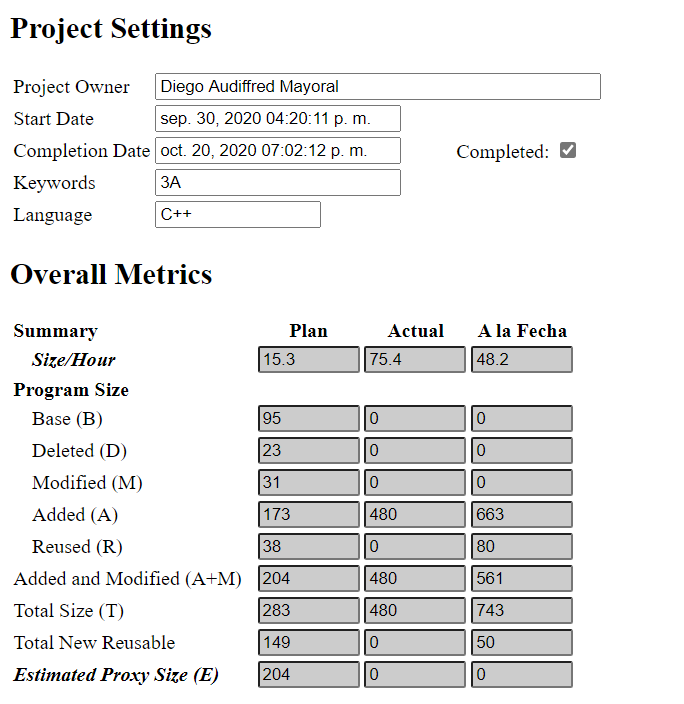 Project Settings
Project Owner Diego Audiffred Mayoral
Start Date sep. 30, 2020 04:20:11 p. m.
Completion Date oct. 20, 2020 07:02:12 p. m. Completed:
Keywords 3A
Language C++
Overall Metrics
Summary Plan Actual A la Fecha
Size/Hour 15.3 75.4 48.2
Program Size
Base (B) 95 0 0
Deleted (D) 23 0 0
Modified (M) 31 0 0
Added (A) 173 480 663
Reused (R) 38 0 80
Added and Modified (A+M) 204 480 561
Total Size (T) 283 480 743
Total New Reusable 149 0 50
Estimated Proxy Size (E) 204 0 0